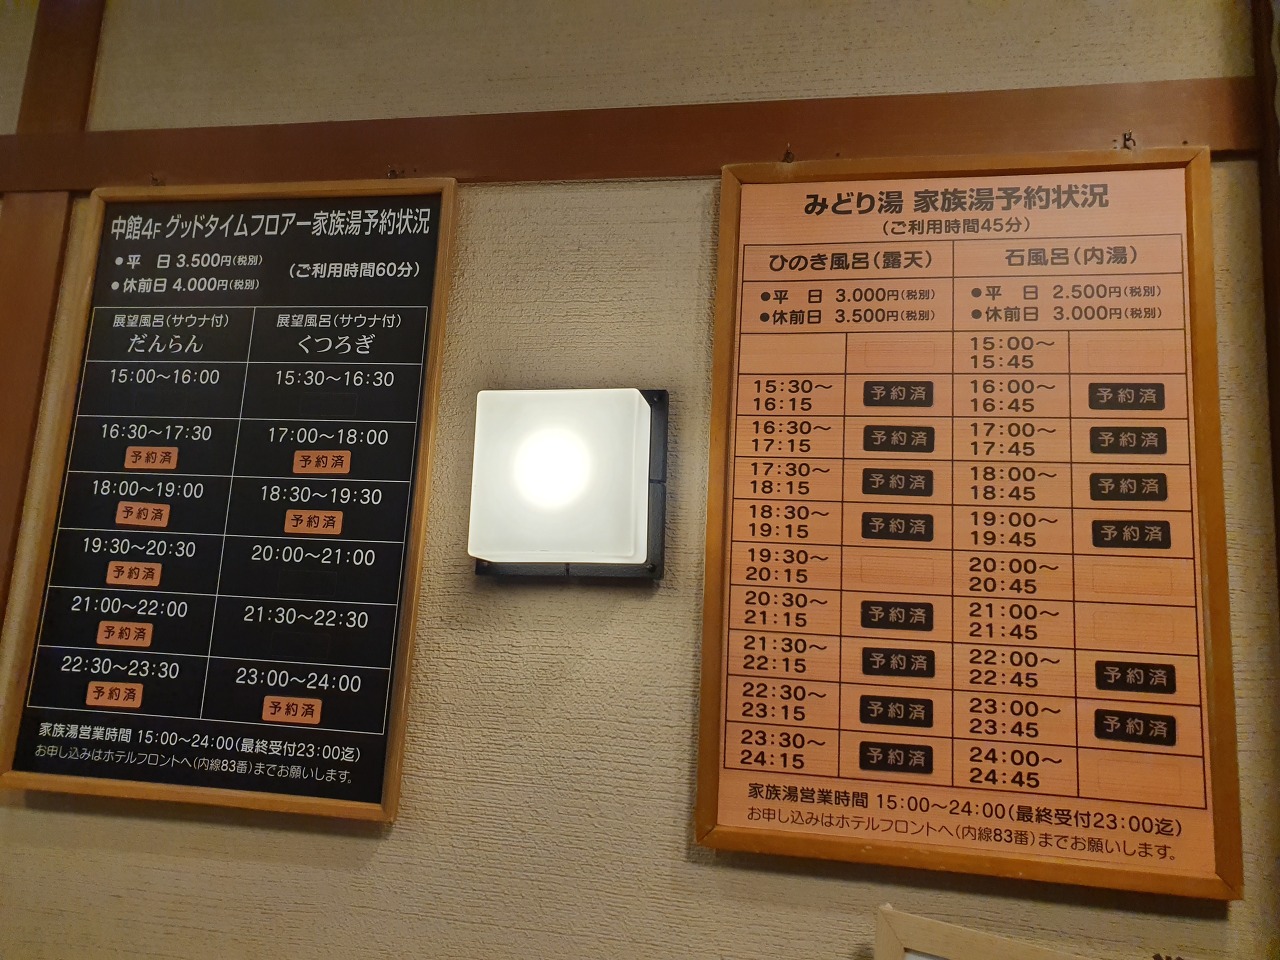 中館4F グッドタイムフロアー家族湯予約状況
●平　日 3.500円(税別)
●休前日 4.000円(税別)
(ご利用時間60分)
展望風呂(サウナ付)
だんらん
展望風呂(サウナ付)
くつろぎ
15:00〜16:00
15:30〜16:30
16:30〜17:30
予約済
17:00〜18:00
予約済
18:00〜19:00
予約済
18:30〜19:30
予約済
19:30〜20:30
予約済
20:00〜21:00
21:00〜22:00
予約済
21:30〜22:30
22:30〜23:30
予約済
23:00〜24:00
予約済
家族湯営業時間 15:00〜24:00(最終受付23:00迄)
お申し込みはホテルフロントへ(内線83番)までお願いします。
みどり湯 家族湯予約状況
(ご利用時間45分)
ひのき風呂(露天)
石風呂(内湯)
●平　日 3.000円(税別)
●休前日 3.500円(税別)
●平　日 2.500円(税別)
●休前日 3.000円(税別)
15:00〜
15:45
15:30〜
16:15
予約済
16:00〜
16:45
予約済
16:30〜
17:15
予約済
17:00〜
17:45
予約済
17:30〜
18:15
予約済
18:00〜
18:45
予約済
18:30〜
19:15
予約済
19:00〜
19:45
予約済
19:30〜
20:15
20:00〜
20:45
20:30〜
21:15
予約済
21:00〜
21:45
21:30〜
22:15
予約済
22:00〜
22:45
予約済
22:30〜
23:15
予約済
23:00〜
23:45
予約済
23:30〜
24:15
予約済
24:00〜
24:45
家族湯営業時間 15:00〜24:00(最終受付23:00迄)
お申し込みはホテルフロントへ(内線83番)までお願いします。